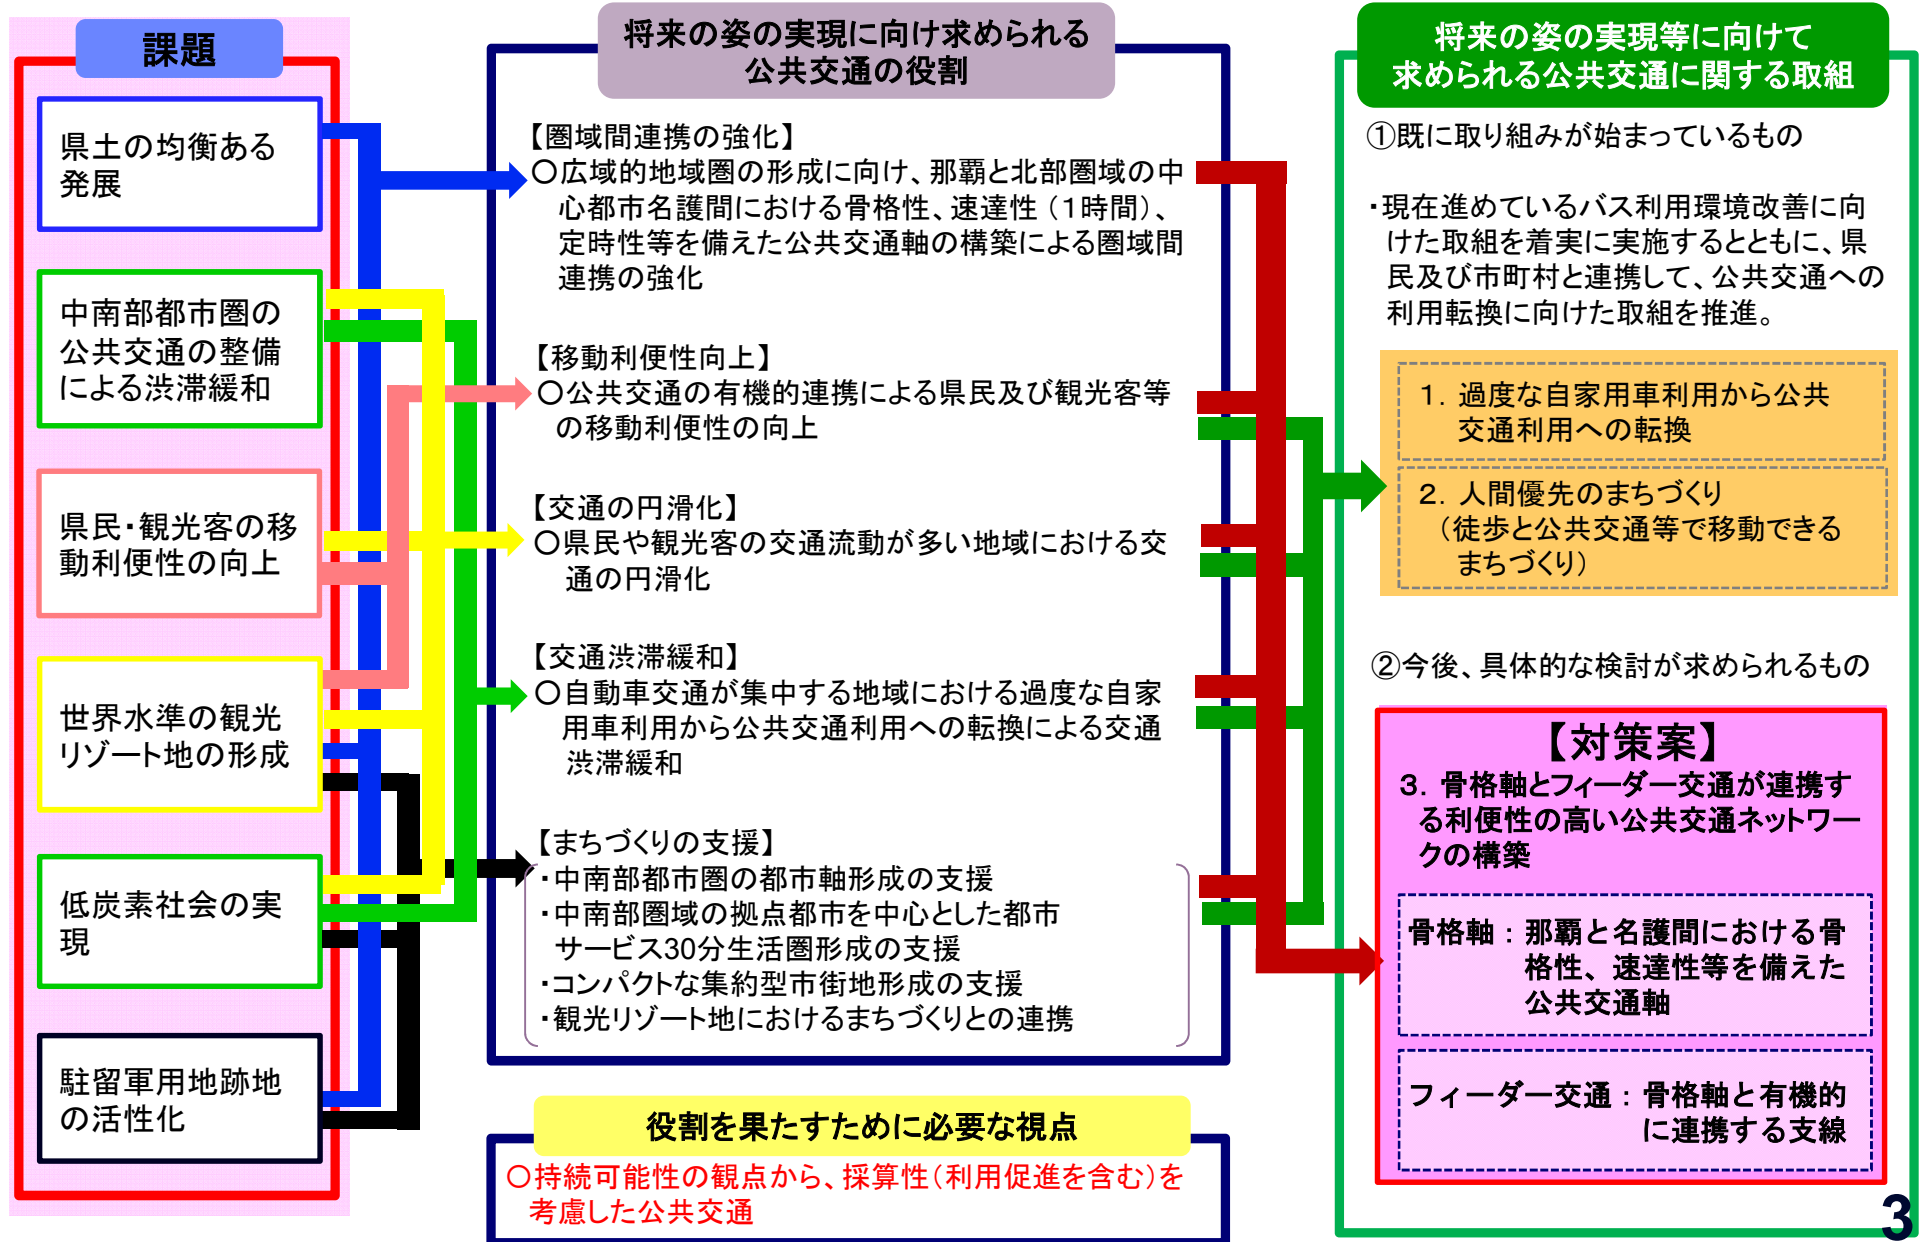 課題
県土の均衡ある
発展
中南部都市圏の
公共交通の整備
による渋滞緩和
県民・観光客の移
動利便性の向上
世界水準の観光
リゾート地の形成
低炭素社会の実
現
駐留軍用地跡地
の活性化
将来の姿の実現に向け求められる
公共交通の役割
【圏域間連携の強化】
○広域的地域圏の形成に向け、那覇と北部圏域の中
心都市名護間における骨格性、速達性（1時間）、
定時性等を備えた公共交通軸の構築による圏域間
連携の強化
【移動利便性向上】
○公共交通の有機的連携による県民及び観光客等
の移動利便性の向上
【交通の円滑化】
○県民や観光客の交通流動が多い地域における交
通の円滑化
【交通渋滞緩和】
○自動車交通が集中する地域における過度な自家
用車利用から公共交通利用への転換による交通
渋滞緩和
【まちづくりの支援】
・中南部都市圏の都市軸形成の支援
・中南部圏域の拠点都市を中心とした都市
サービス30分生活圏形成の支援
・コンパクトな集約型市街地形成の支援
・観光リゾート地におけるまちづくりとの連携
役割を果たすために必要な視点
○持続可能性の観点から、採算性（利用促進を含む）を
考慮した公共交通
将来の姿の実現等に向けて
求められる公共交通に関する取組
①既に取り組みが始まっているもの
・現在進めているバス利用環境改善に向
けた取組を着実に実施するとともに、県
民及び市町村と連携して、公共交通への
利用転換に向けた取組を推進。
1．過度な自家用車利用から公共
交通利用への転換
2．人間優先のまちづくり
（徒歩と公共交通等で移動できる
まちづくり）
②今後、具体的な検討が求められるもの
【対策案】
3．骨格軸とフィーダー交通が連携す
る利便性の高い公共交通ネットワー
クの構築
骨格軸：那覇と名護間における骨
格性、速達性等を備えた
公共交通軸
フィーダー交通：骨格軸と有機的
に連携する支線
3